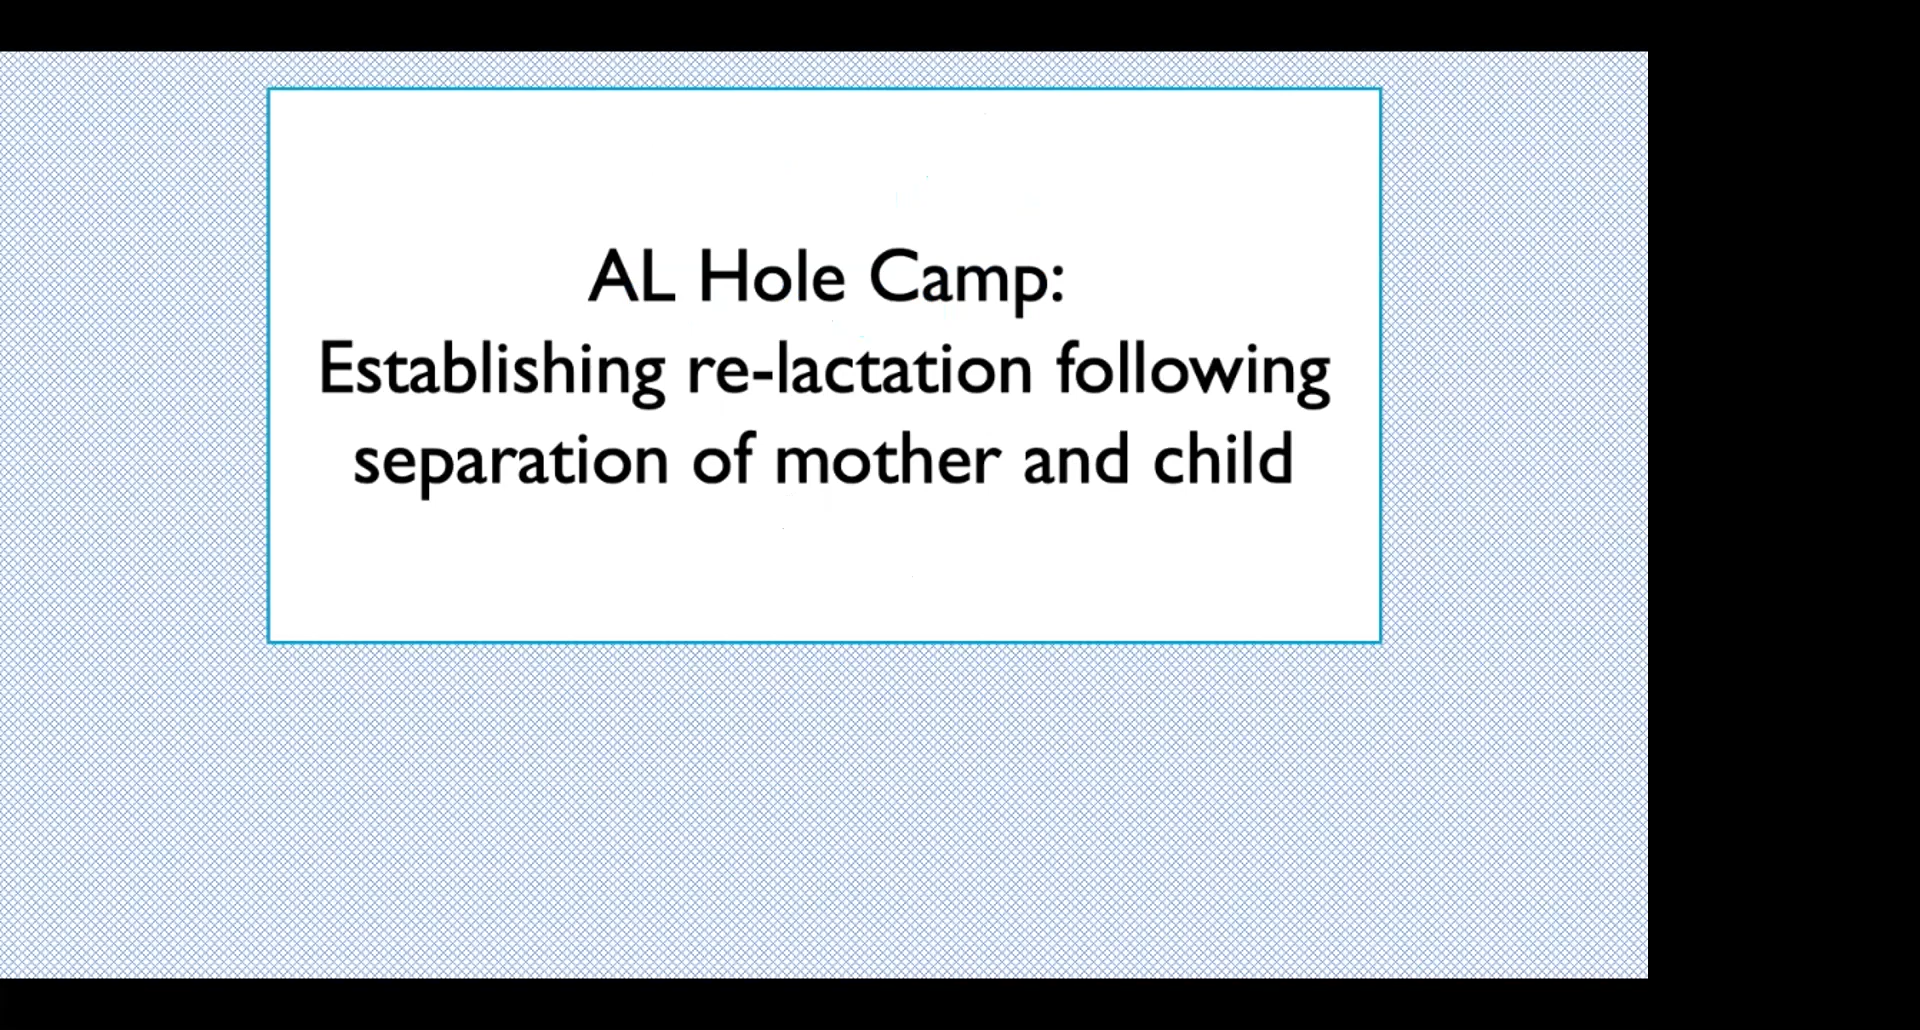 AL Hole Camp:
Establishing re-lactation following
separation of mother and child